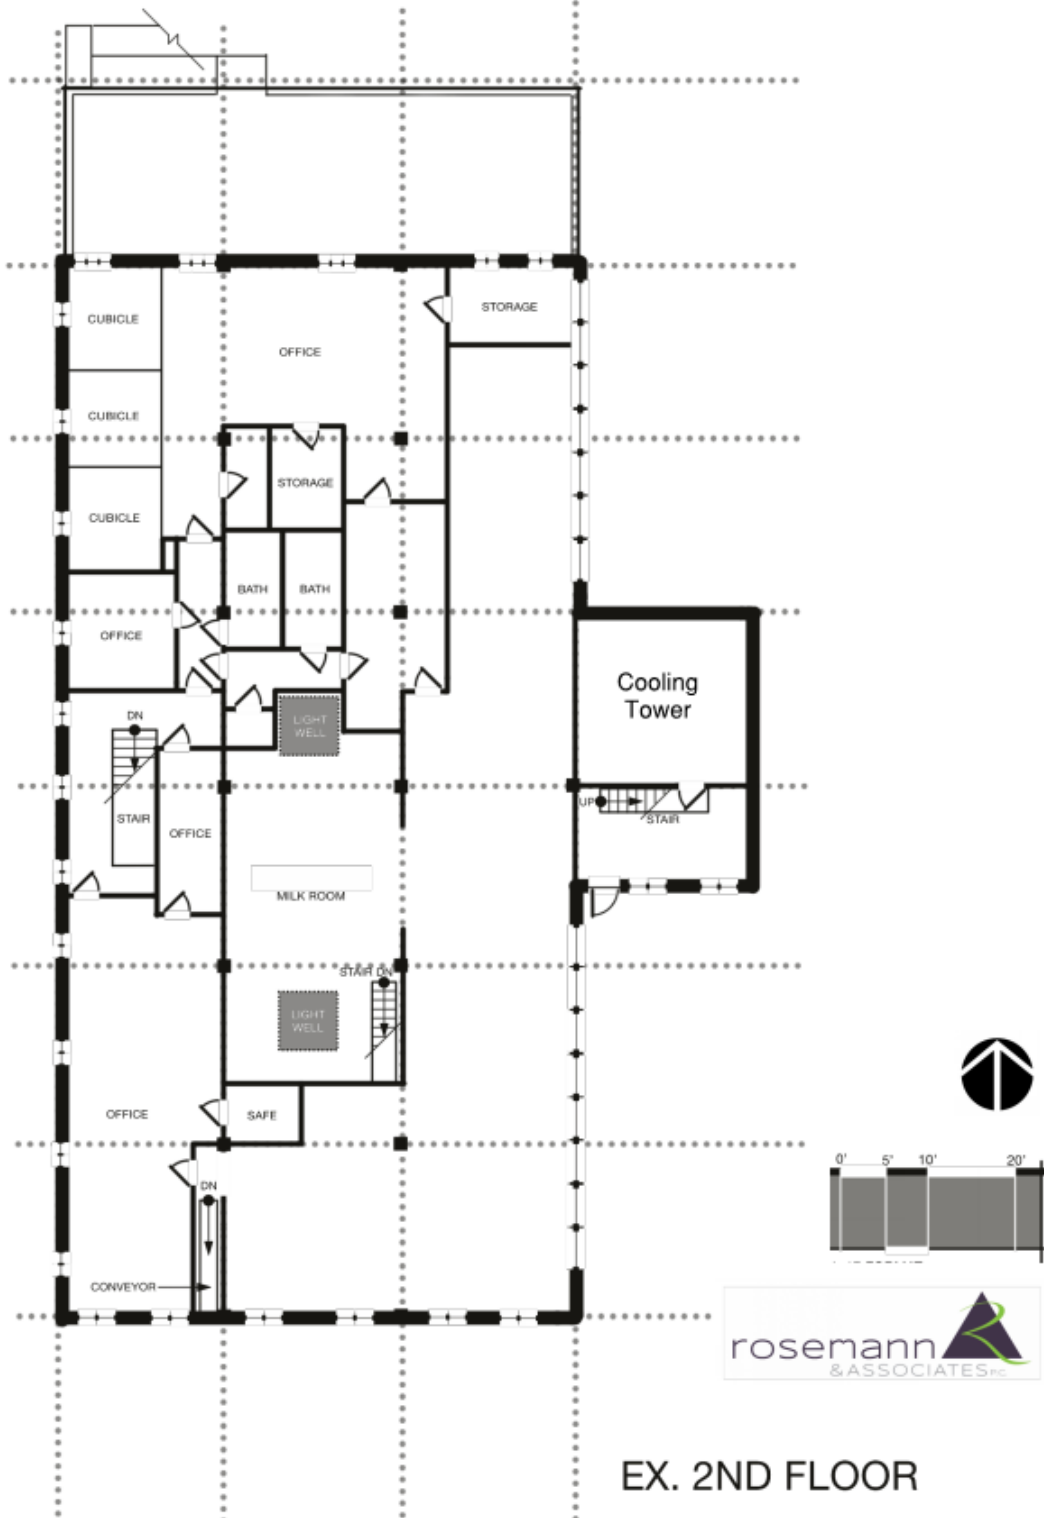 CUBICLE
STORAGE
OFFICE
CUBICLE
STORAGE
CUBICLE
BATH
BATH
OFFICE
Cooling
Tower
DN
LIGHT
WELL
UP
STAIR
STAIR
OFFICE
MILK ROOM
STAIR DN
LIGHT
WELL
OFFICE
SAFE
0' 5' 10' 20'
DN
CONVEYOR
rosemann
& ASSOCIATES P.C.
EX. 2ND FLOOR